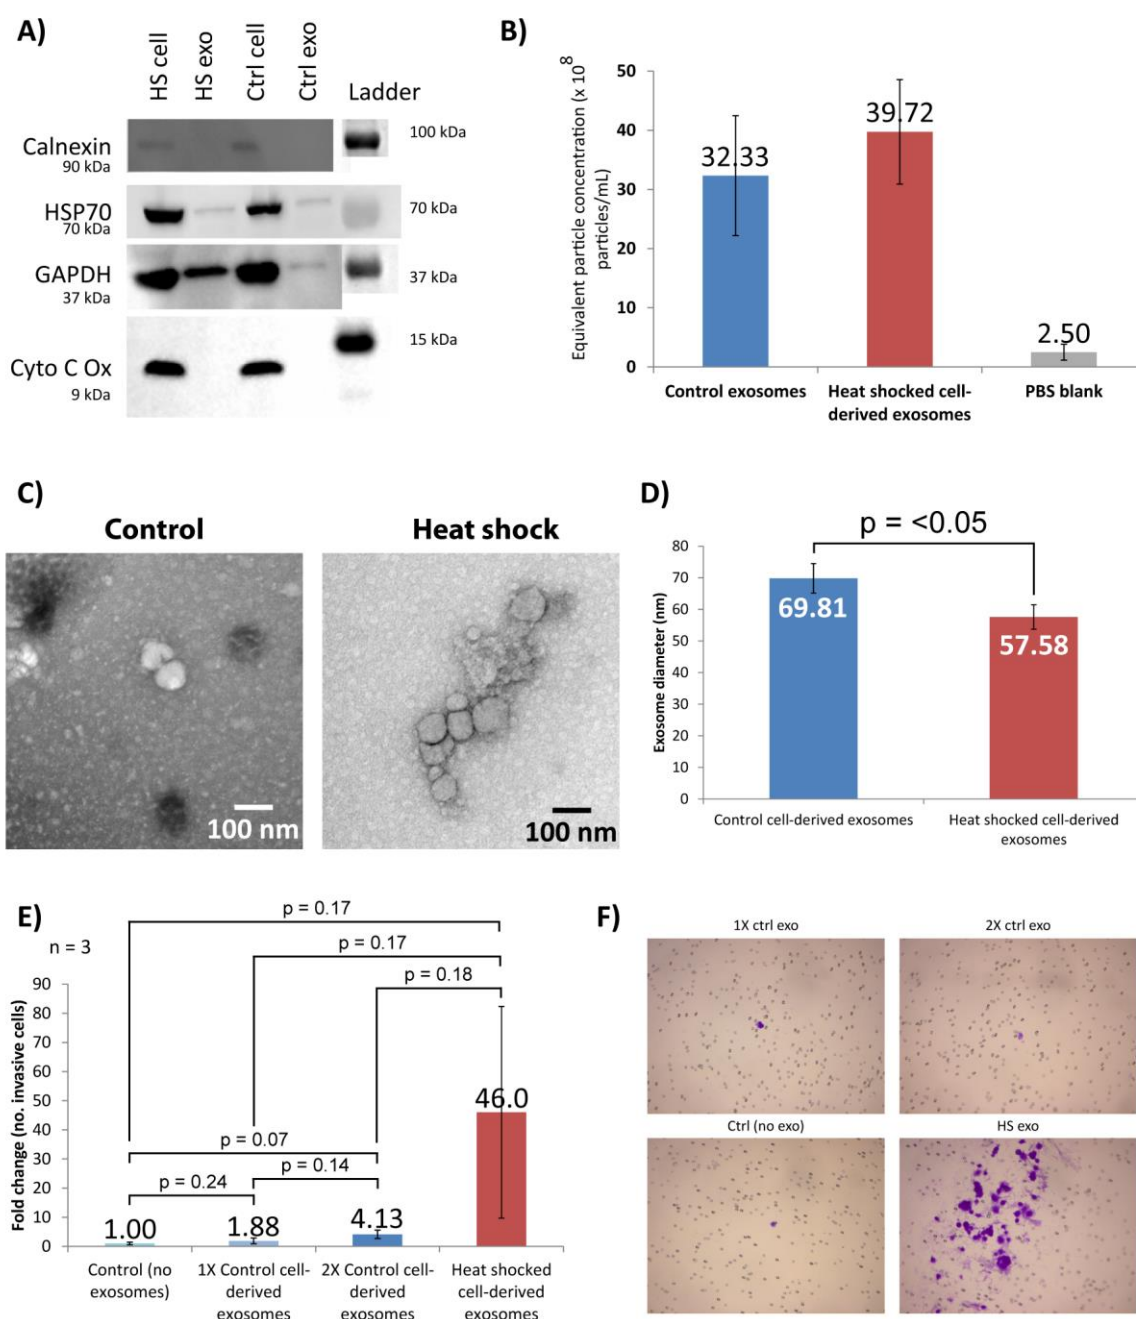 A)
HS cell
HS exo
Ctrl cell
Ctrl exo
Ladder
Calnexin
90 kDa
100 kDa
HSP70
70 kDa
70 kDa
GAPDH
37 kDa
37 kDa
Cyto C Ox
9 kDa
15 kDa
B)
Equivalent particle concentration (x 10^8
particles/mL)
50
40
30
20
10
0
32.33
39.72
2.50
Control exosomes
Heat shocked cell-
derived exosomes
PBS blank
C)
Control
Heat shock
100 nm
100 nm
D)
p = <0.05
Exosome diameter (nm)
80
70
60
50
40
30
20
10
0
69.81
57.58
Control cell-derived exosomes
Heat shocked cell-derived
exosomes
E)
n = 3
p = 0.17
p = 0.17
p = 0.18
p = 0.07
p = 0.14
p = 0.24
Fold change (no. invasive cells)
90
80
70
60
50
40
30
20
10
0
1.00
1.88
4.13
46.0
Control (no
exosomes)
1X Control cell-
derived
exosomes
2X Control cell-
derived
exosomes
Heat shocked
cell-derived
exosomes
F)
1X ctrl exo
2X ctrl exo
Ctrl (no exo)
HS exo